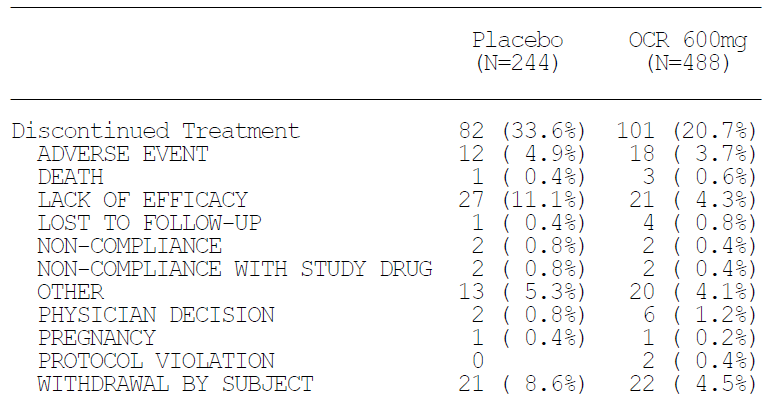 Placebo OCR 600mg
(N=244) (N=488)
Discontinued Treatment 82 (33.6%) 101 (20.7%)
ADVERSE EVENT 12 ( 4.9%) 18 ( 3.7%)
DEATH 1 ( 0.4%) 3 ( 0.6%)
LACK OF EFFICACY 27 (11.1%) 21 ( 4.3%)
LOST TO FOLLOW-UP 1 ( 0.4%) 4 ( 0.8%)
NON-COMPLIANCE 2 ( 0.8%) 2 ( 0.4%)
NON-COMPLIANCE WITH STUDY DRUG 2 ( 0.8%) 2 ( 0.4%)
OTHER 13 ( 5.3%) 20 ( 4.1%)
PHYSICIAN DECISION 2 ( 0.8%) 6 ( 1.2%)
PREGNANCY 1 ( 0.4%) 1 ( 0.2%)
PROTOCOL VIOLATION 0 2 ( 0.4%)
WITHDRAWAL BY SUBJECT 21 ( 8.6%) 22 ( 4.5%)